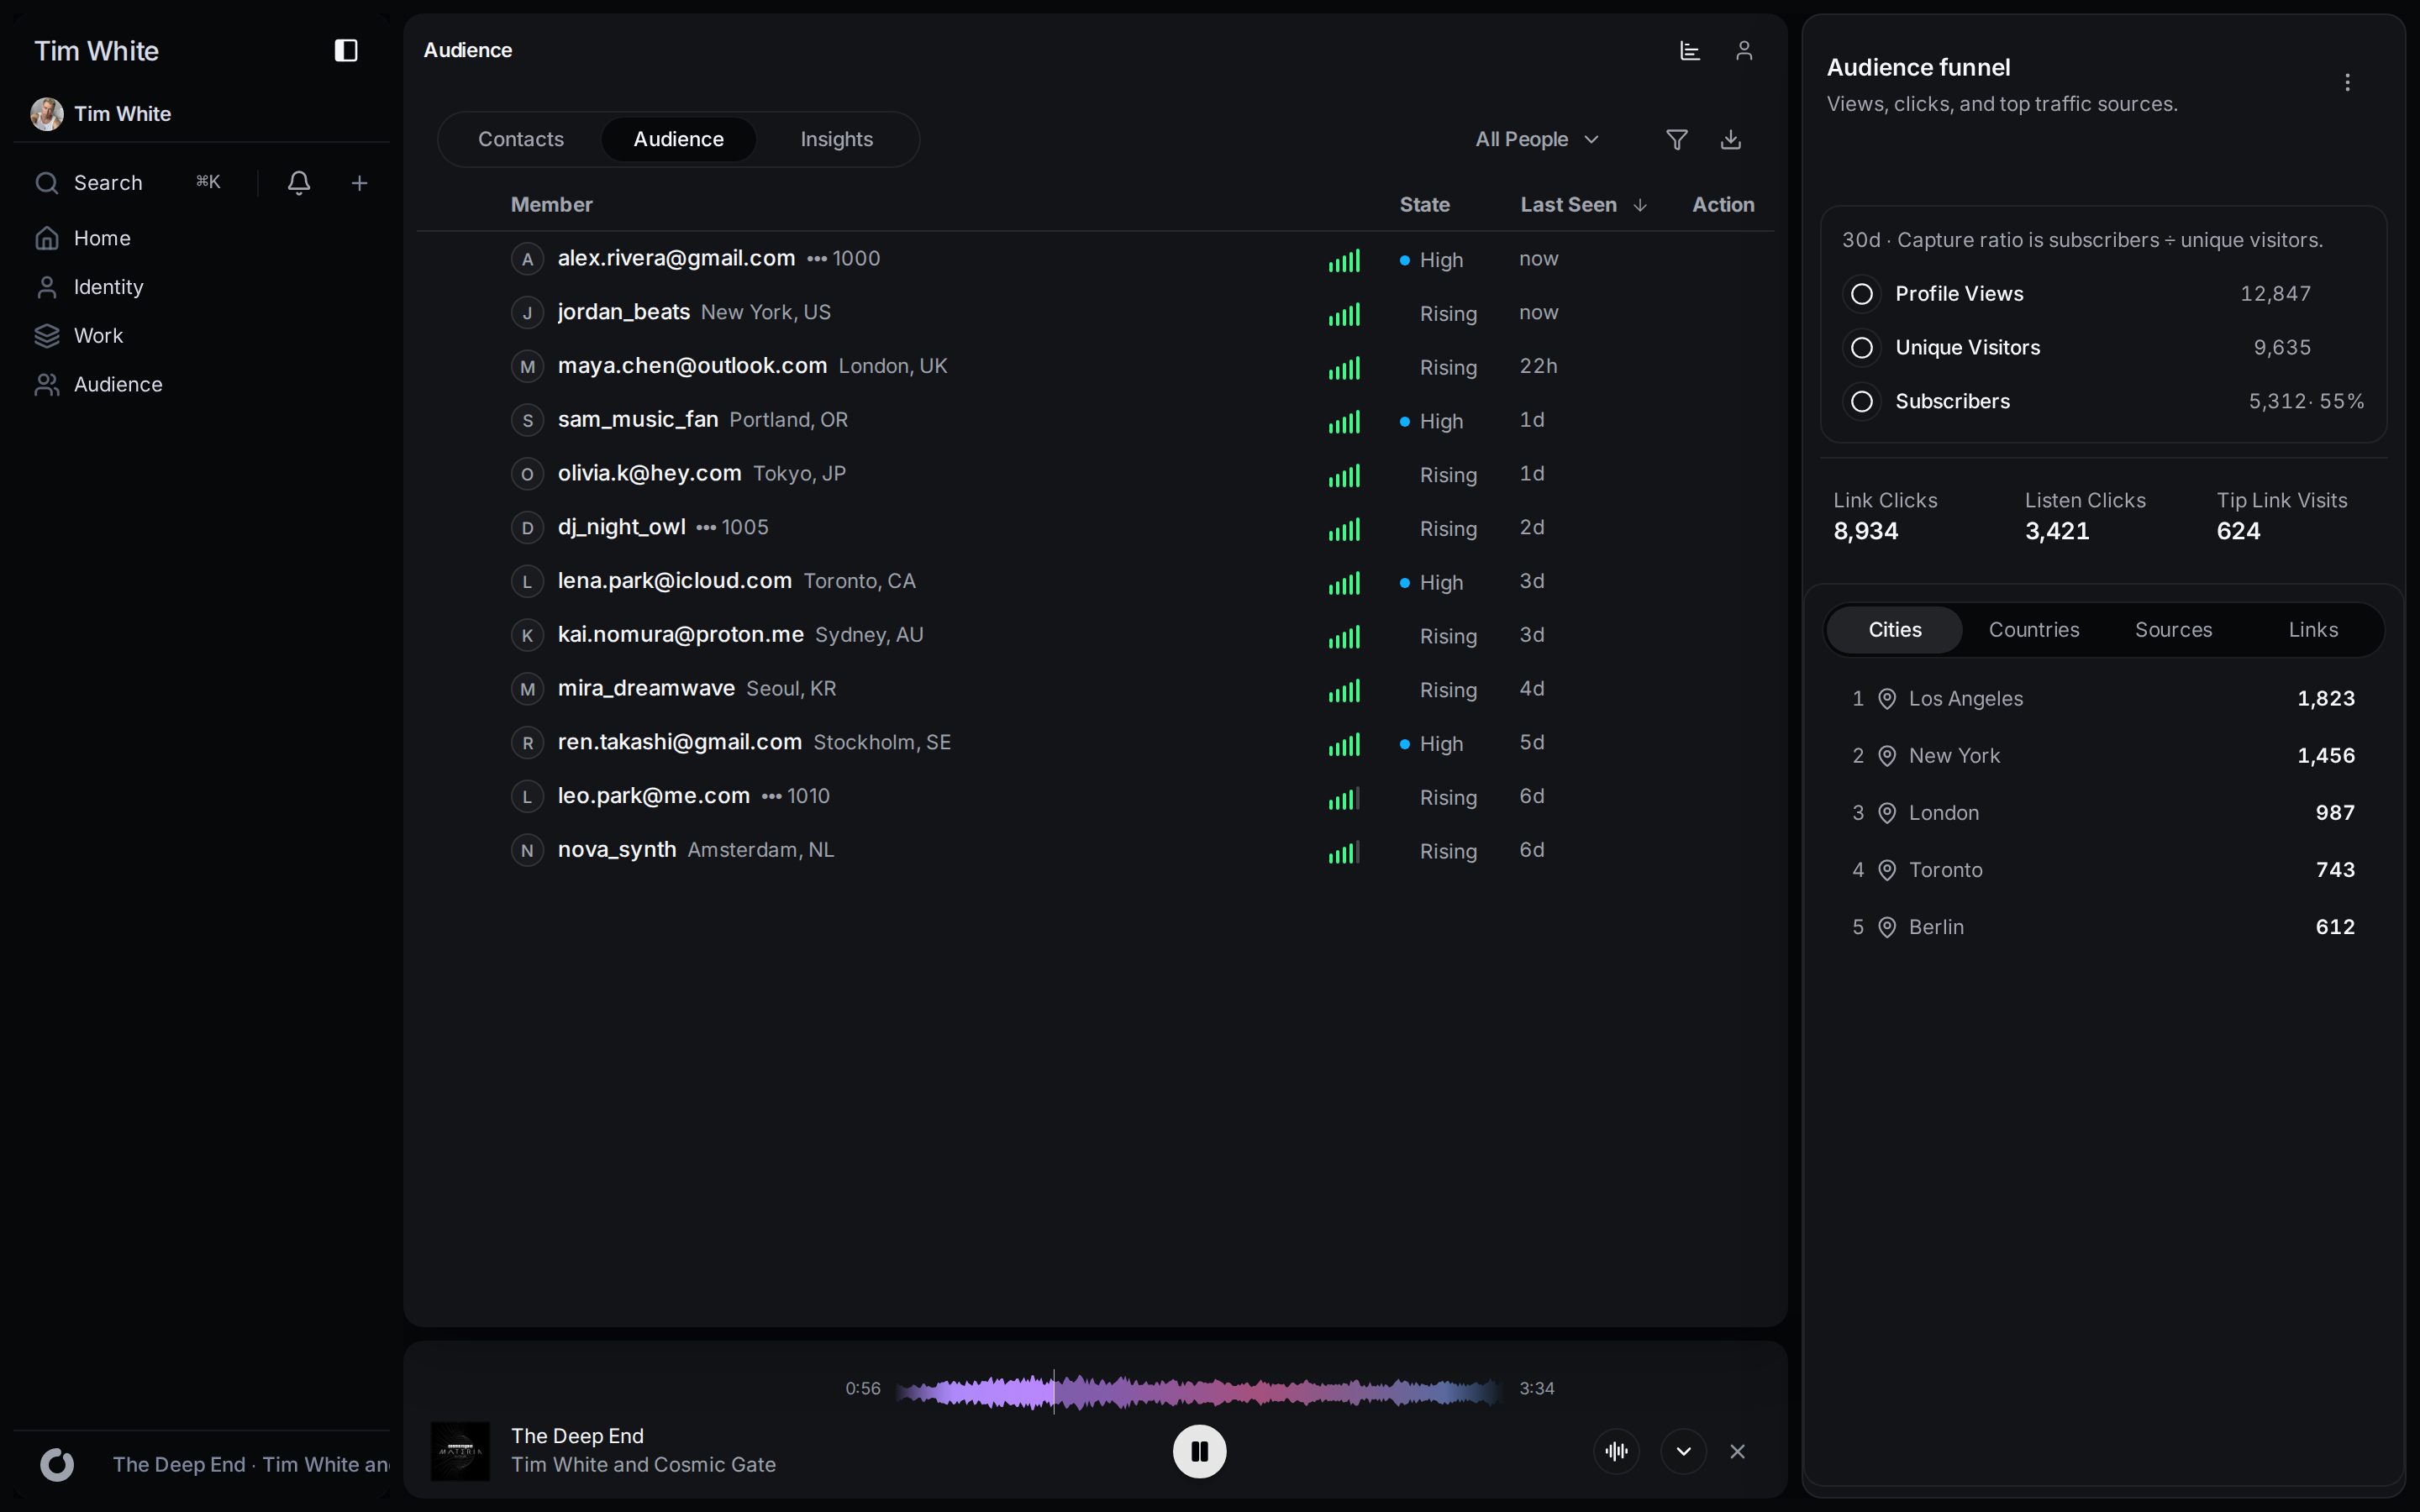 Tim White
Tim White
Search ⌘K
Home
Identity
Work
Audience
The Deep End · Tim White an
Audience
Contacts Audience Insights All People
Member State Last Seen Action
A alex.rivera@gmail.com ••• 1000 High now
J jordan_beats New York, US Rising now
M maya.chen@outlook.com London, UK Rising 22h
S sam_music_fan Portland, OR High 1d
O olivia.k@hey.com Tokyo, JP Rising 1d
D dj_night_owl ••• 1005 Rising 2d
L lena.park@icloud.com Toronto, CA High 3d
K kai.nomura@proton.me Sydney, AU Rising 3d
M mira_dreamwave Seoul, KR Rising 4d
R ren.takashi@gmail.com Stockholm, SE High 5d
L leo.park@me.com ••• 1010 Rising 6d
N nova_synth Amsterdam, NL Rising 6d
0:56 3:34
MATERIA
The Deep End
Tim White and Cosmic Gate
Audience funnel
Views, clicks, and top traffic sources.
30d · Capture ratio is subscribers ÷ unique visitors.
Profile Views 12,847
Unique Visitors 9,635
Subscribers 5,312 · 55%
Link Clicks Listen Clicks Tip Link Visits
8,934 3,421 624
Cities Countries Sources Links
1 Los Angeles 1,823
2 New York 1,456
3 London 987
4 Toronto 743
5 Berlin 612